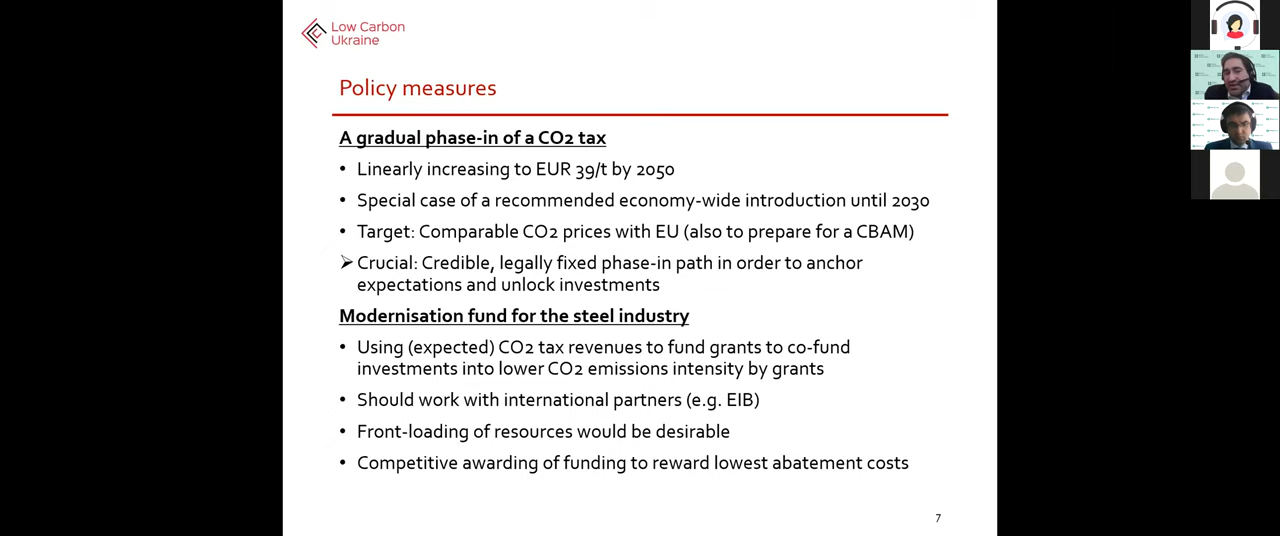 Low Carbon
Ukraine
Policy measures
A gradual phase-in of a CO2 tax
• Linearly increasing to EUR 39/t by 2050
• Special case of a recommended economy-wide introduction until 2030
• Target: Comparable CO2 prices with EU (also to prepare for a CBAM)
➢ Crucial: Credible, legally fixed phase-in path in order to anchor
expectations and unlock investments
Modernisation fund for the steel industry
• Using (expected) CO2 tax revenues to fund grants to co-fund
investments into lower CO2 emissions intensity by grants
• Should work with international partners (e.g. EIB)
• Front-loading of resources would be desirable
• Competitive awarding of funding to reward lowest abatement costs
7